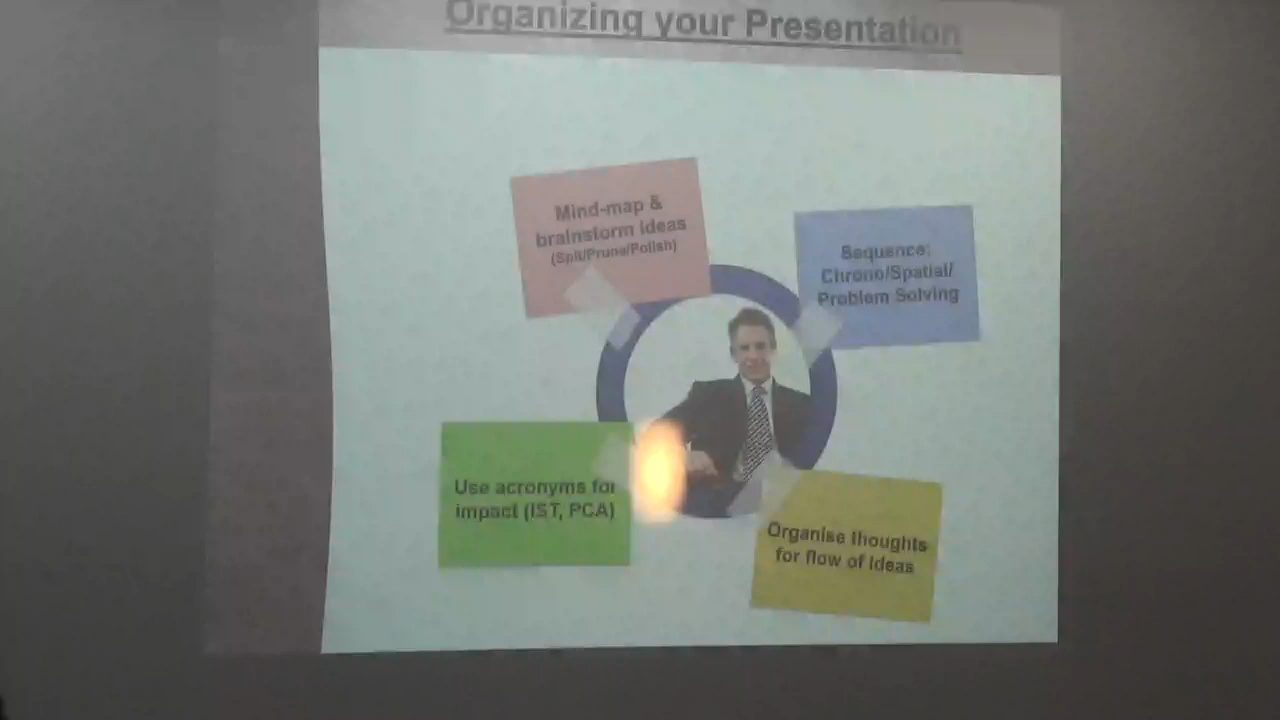 Organizing your Presentation
Mind-map &
brainstorm ideas
(Spit/Prune/Polish)
Sequence:
Chrono/Spatial/
Problem Solving
Use acronyms for
impact (IST, PCA)
Organise thoughts
for flow of ideas